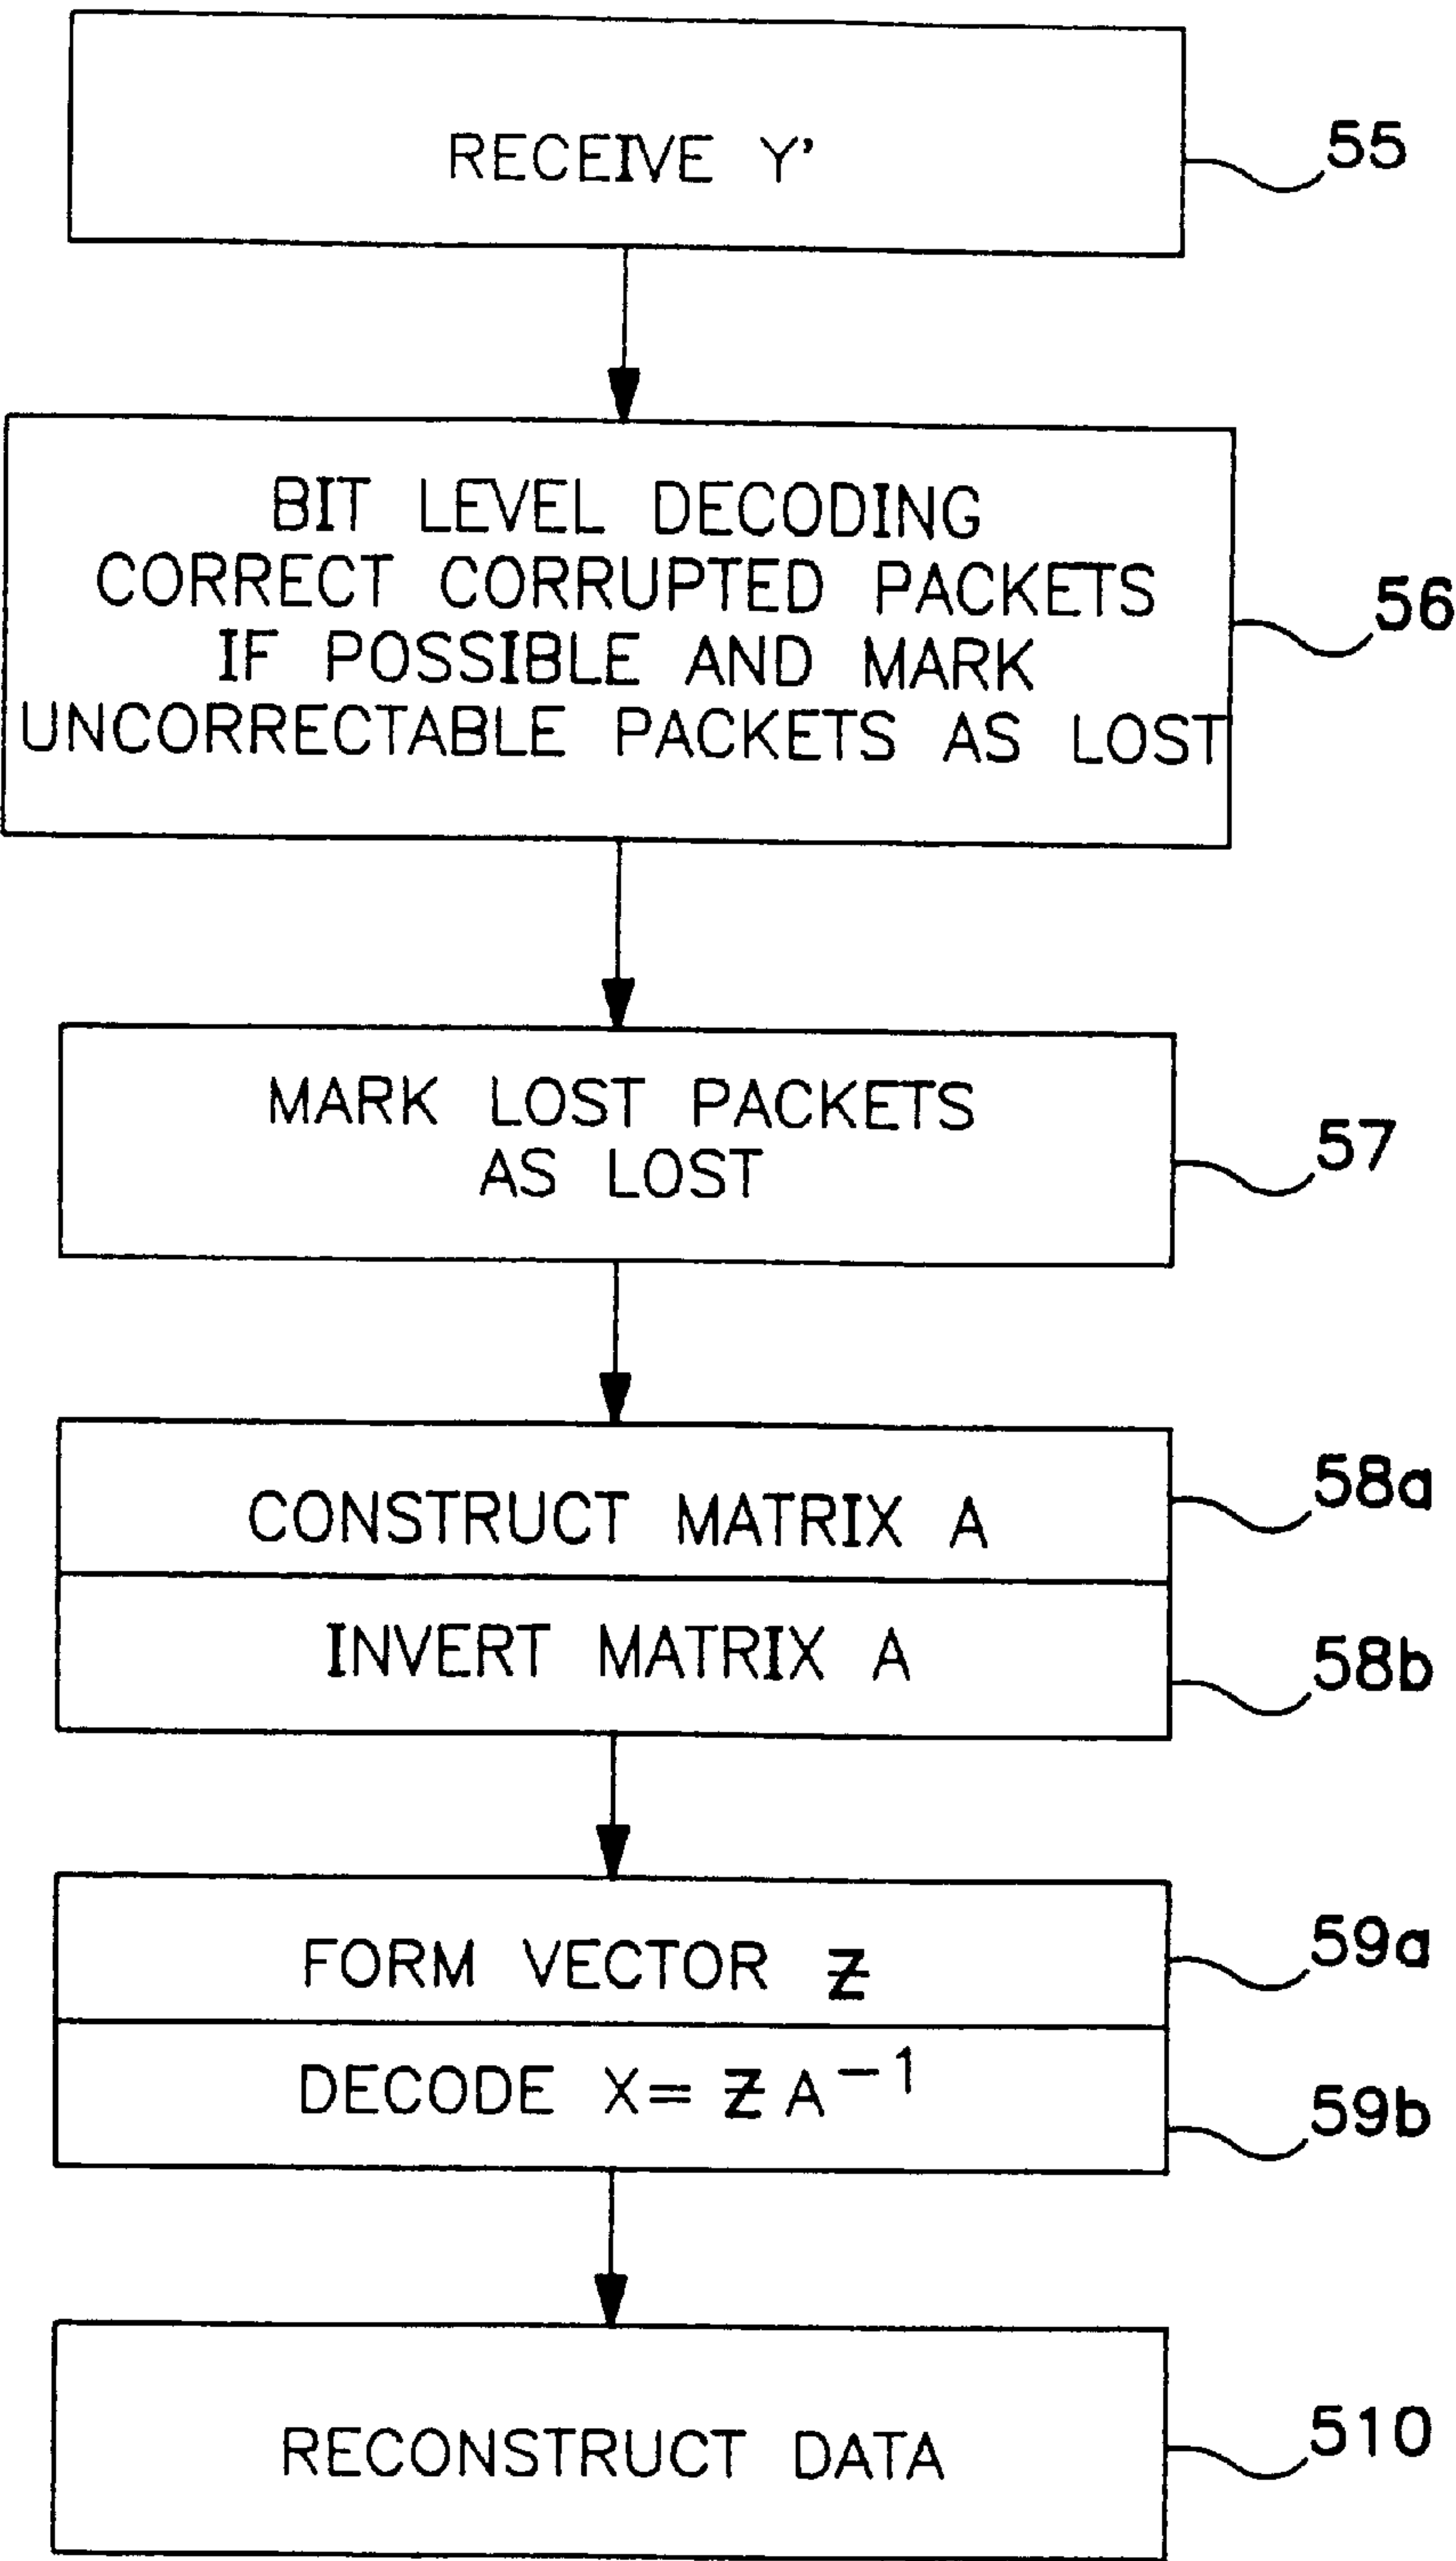 RECEIVE Y'
55
BIT LEVEL DECODING
CORRECT CORRUPTED PACKETS
IF POSSIBLE AND MARK
UNCORRECTABLE PACKETS AS LOST
56
MARK LOST PACKETS
AS LOST
57
CONSTRUCT MATRIX A
58a
INVERT MATRIX A
58b
FORM VECTOR Ƶ
59a
DECODE X= Ƶ A⁻¹
59b
RECONSTRUCT DATA
510